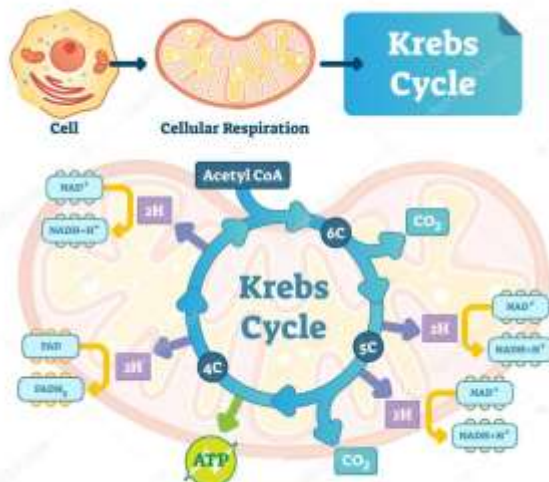 Krebs
Cycle
Cell
Cellular Respiration
Acetyl CoA
NAD⁺
2H
NADH+H⁺
6C
CO₂
Krebs
Cycle
NAD⁺
2H
NADH+H⁺
5C
FAD
2H
FADH₂
4C
NAD⁺
2H
NADH+H⁺
ATP
CO₂